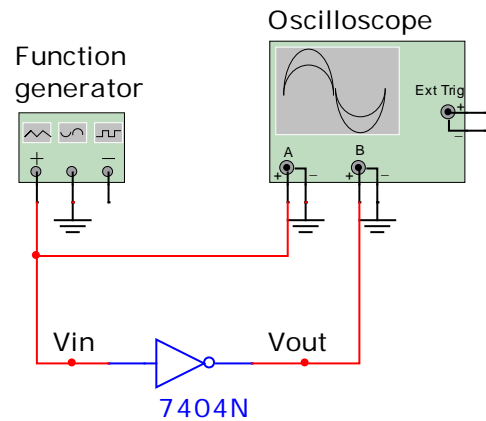 Oscilloscope
Function
generator
Ext Trig
+
−
+ −
A B
+ − + −
Vin Vout
7404N